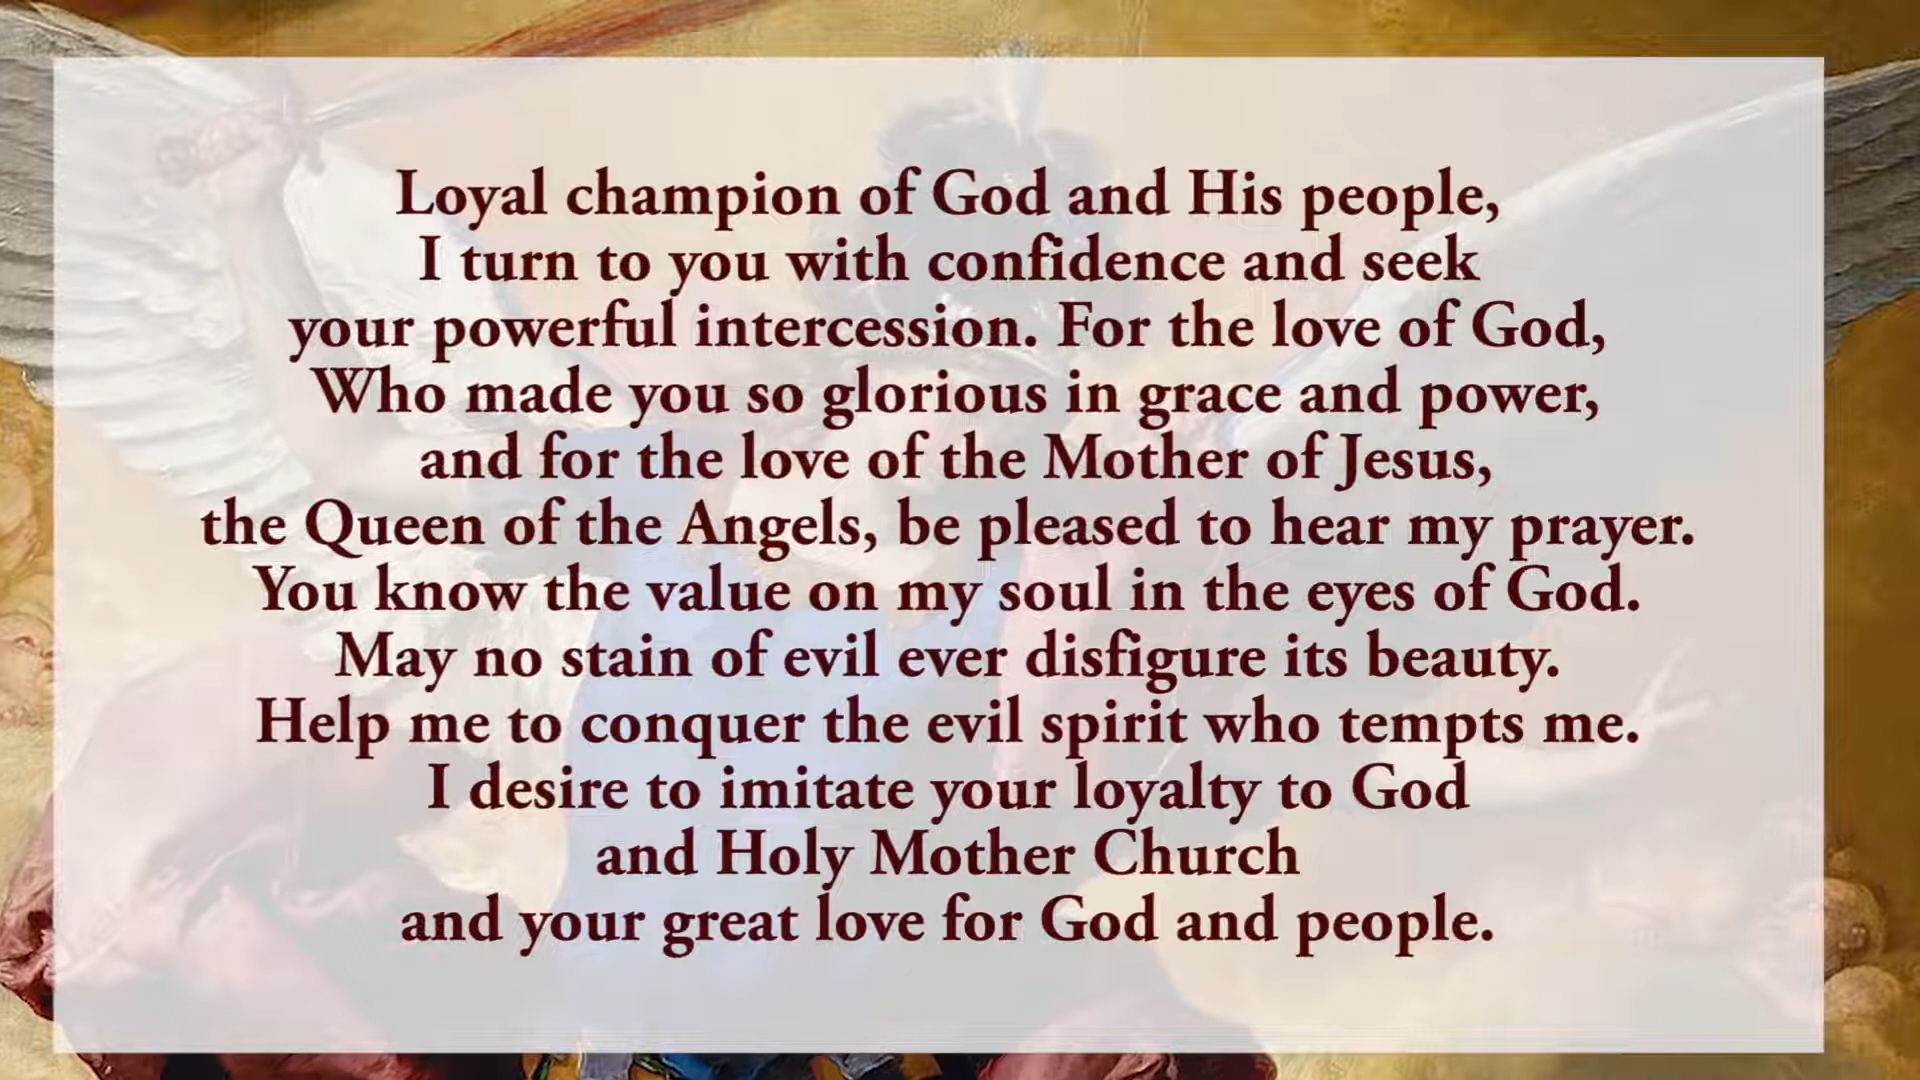 Loyal champion of God and His people,
I turn to you with confidence and seek
your powerful intercession. For the love of God,
Who made you so glorious in grace and power,
and for the love of the Mother of Jesus,
the Queen of the Angels, be pleased to hear my prayer.
You know the value on my soul in the eyes of God.
May no stain of evil ever disfigure its beauty.
Help me to conquer the evil spirit who tempts me.
I desire to imitate your loyalty to God
and Holy Mother Church
and your great love for God and people.